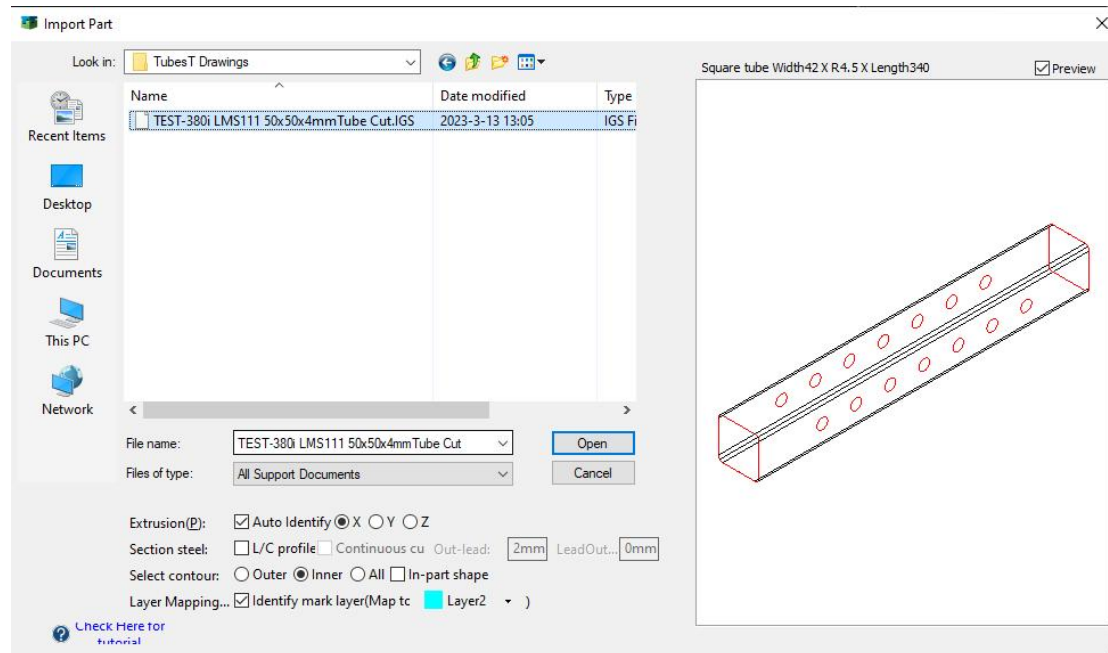 Import Part
Look in: TubesT Drawings
Square tube Width42 X R4.5 X Length340 Preview
Name Date modified Type
TEST-380i LMS111 50x50x4mmTube Cut.IGS 2023-3-13 13:05 IGS Fi
Recent Items
Desktop
Documents
This PC
Network
File name: TEST-380i LMS111 50x50x4mmTube Cut Open
Files of type: All Support Documents Cancel
Extrusion(P): Auto Identify X Y Z
Section steel: L/C profile Continuous cu Out-lead: 2mm LeadOut... 0mm
Select contour: Outer Inner All In-part shape
Layer Mapping... Identify mark layer(Map tc Layer2 )
Check Here for
tutorial